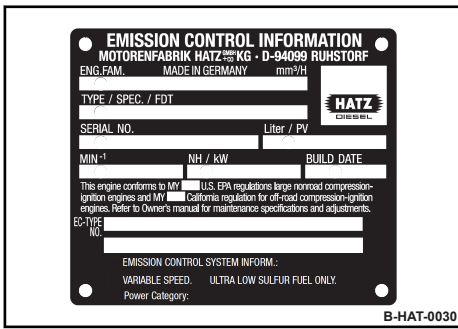 EMISSION CONTROL INFORMATION
MOTORENFABRIK HATZ GMBH +CO KG · D-94099 RUHSTORF
ENG.FAM. MADE IN GERMANY mm³/H
TYPE / SPEC. / FDT
HATZ
DIESEL
SERIAL NO. Liter / PV
MIN-1 NH / kW BUILD DATE
This engine conforms to MY U.S. EPA regulations large nonroad compression-
ignition engines and MY California regulation for off-road compression-ignition
engines. Refer to Owner's manual for maintenance specifications and adjustments.
EC-TYPE
NO.
EMISSION CONTROL SYSTEM INFORM.:
VARIABLE SPEED. ULTRA LOW SULFUR FUEL ONLY.
Power Category:
B-HAT-0030